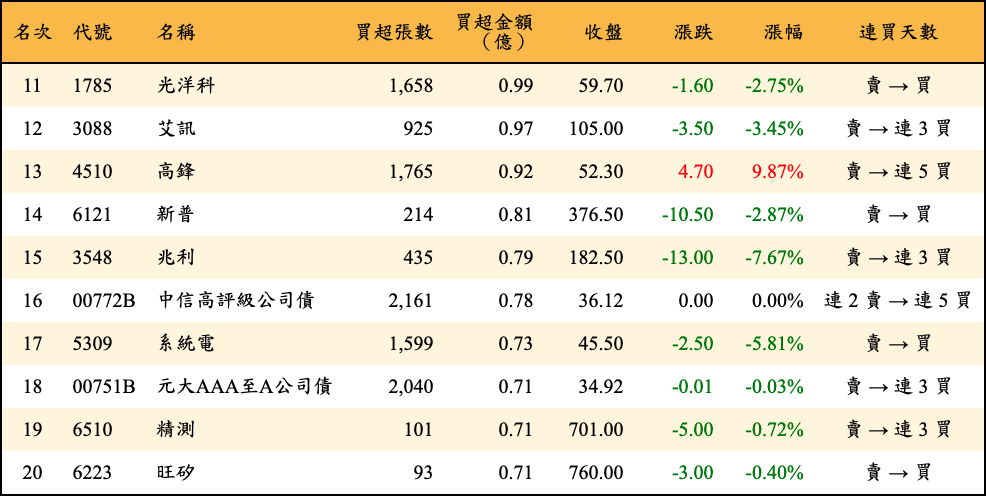 名次 代號 名稱 買超張數 買超金額（億） 收盤 漲跌 漲幅 連買天數
11 1785 光洋科 1,658 0.99 59.70 -1.60 -2.75% 賣 → 買
12 3088 艾訊 925 0.97 105.00 -3.50 -3.45% 賣 → 連 3 買
13 4510 高鋒 1,765 0.92 52.30 4.70 9.87% 賣 → 連 5 買
14 6121 新普 214 0.81 376.50 -10.50 -2.87% 賣 → 買
15 3548 兆利 435 0.79 182.50 -13.00 -7.67% 賣 → 連 3 買
16 00772B 中信高評級公司債 2,161 0.78 36.12 0.00 0.00% 連 2 賣 → 連 5 買
17 5309 系統電 1,599 0.73 45.50 -2.50 -5.81% 賣 → 買
18 00751B 元大AAA至A公司債 2,040 0.71 34.92 -0.01 -0.03% 賣 → 連 3 買
19 6510 精測 101 0.71 701.00 -5.00 -0.72% 賣 → 連 3 買
20 6223 旺矽 93 0.71 760.00 -3.00 -0.40% 賣 → 買